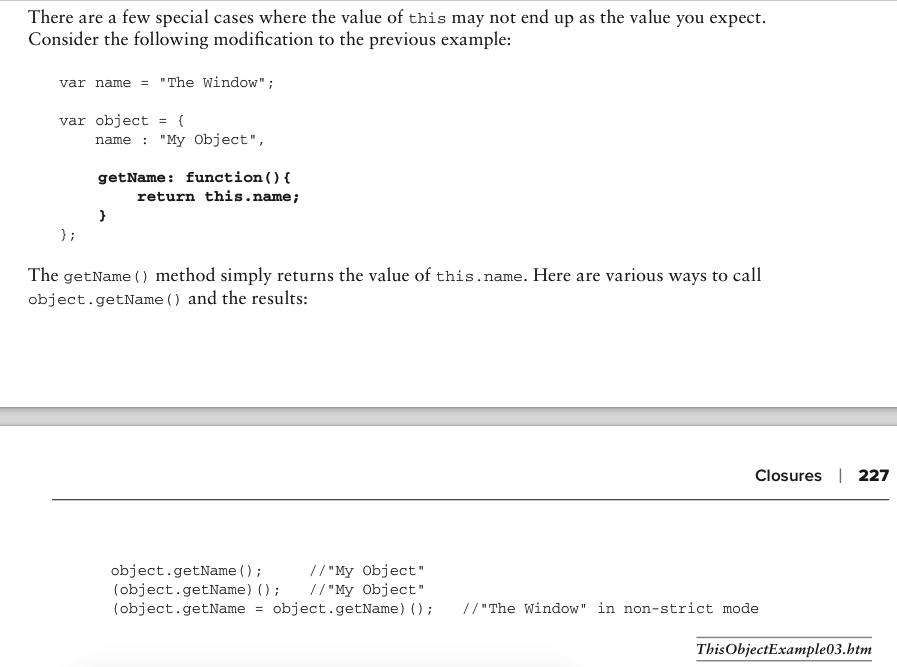 There are a few special cases where the value of this may not end up as the value you expect.
Consider the following modification to the previous example:
var name = "The Window";
var object = {
name : "My Object",
getName: function(){
return this.name;
}
};
The getName() method simply returns the value of this.name. Here are various ways to call
object.getName() and the results:
Closures | 227
object.getName(); //"My Object"
(object.getName)(); //"My Object"
(object.getName = object.getName)(); //"The Window" in non-strict mode
ThisObjectExample03.htm